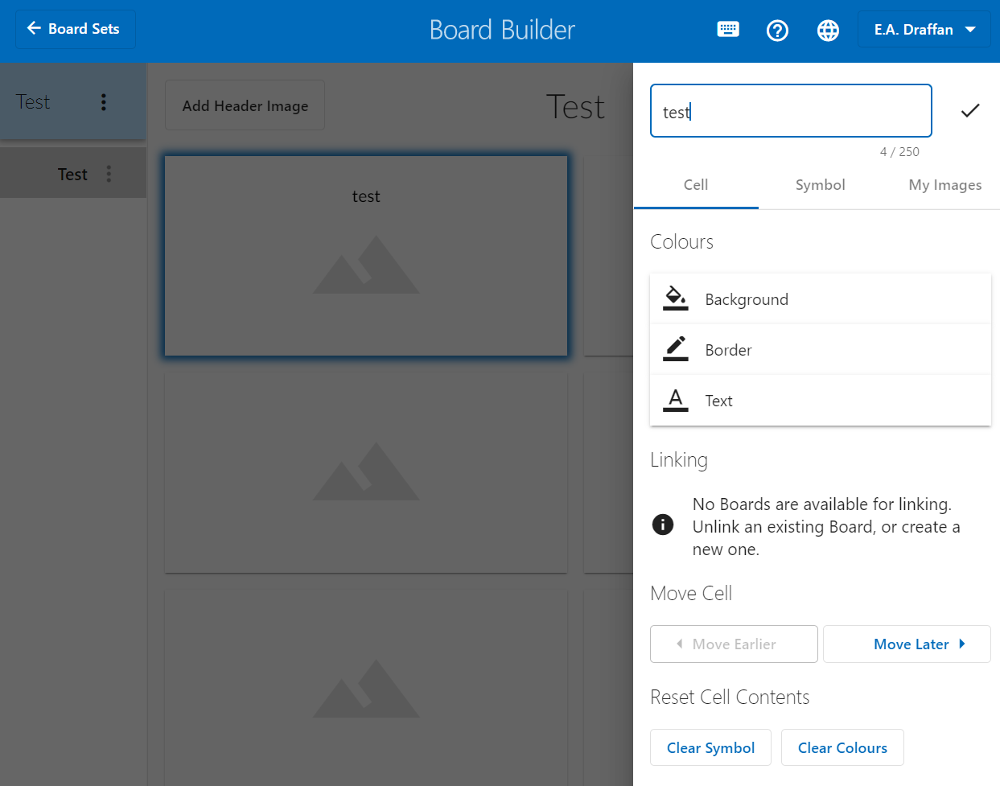 Board Sets
Board Builder
E.A. Draffan
Test
Test
Add Header Image
Test
test
test
4 / 250
Cell
Symbol
My Images
Colours
Background
Border
Text
Linking
No Boards are available for linking.
Unlink an existing Board, or create a
new one.
Move Cell
Move Earlier
Move Later
Reset Cell Contents
Clear Symbol
Clear Colours